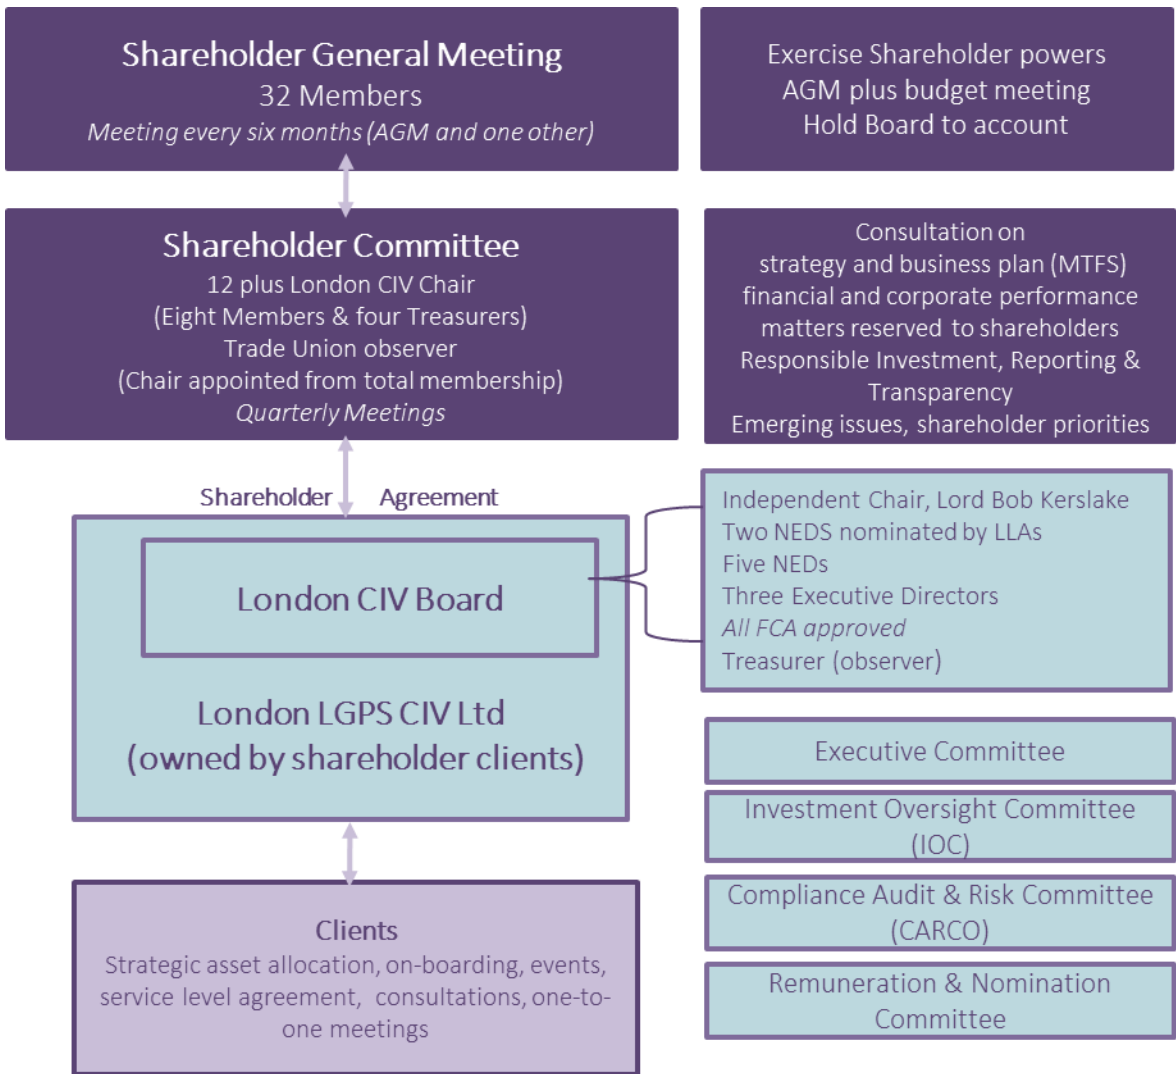 Shareholder General Meeting
32 Members
Meeting every six months (AGM and one other)
Exercise Shareholder powers
AGM plus budget meeting
Hold Board to account
Shareholder Committee
12 plus London CIV Chair
(Eight Members & four Treasurers)
Trade Union observer
(Chair appointed from total membership)
Quarterly Meetings
Consultation on
strategy and business plan (MTFS)
financial and corporate performance
matters reserved to shareholders
Responsible Investment, Reporting &
Transparency
Emerging issues, shareholder priorities
Shareholder Agreement
London CIV Board
London LGPS CIV Ltd
(owned by shareholder clients)
Independent Chair, Lord Bob Kerslake
Two NEDS nominated by LLAs
Five NEDs
Three Executive Directors
All FCA approved
Treasurer (observer)
Executive Committee
Investment Oversight Committee
(IOC)
Compliance Audit & Risk Committee
(CARCO)
Remuneration & Nomination
Committee
Clients
Strategic asset allocation, on-boarding, events,
service level agreement, consultations, one-to-
one meetings